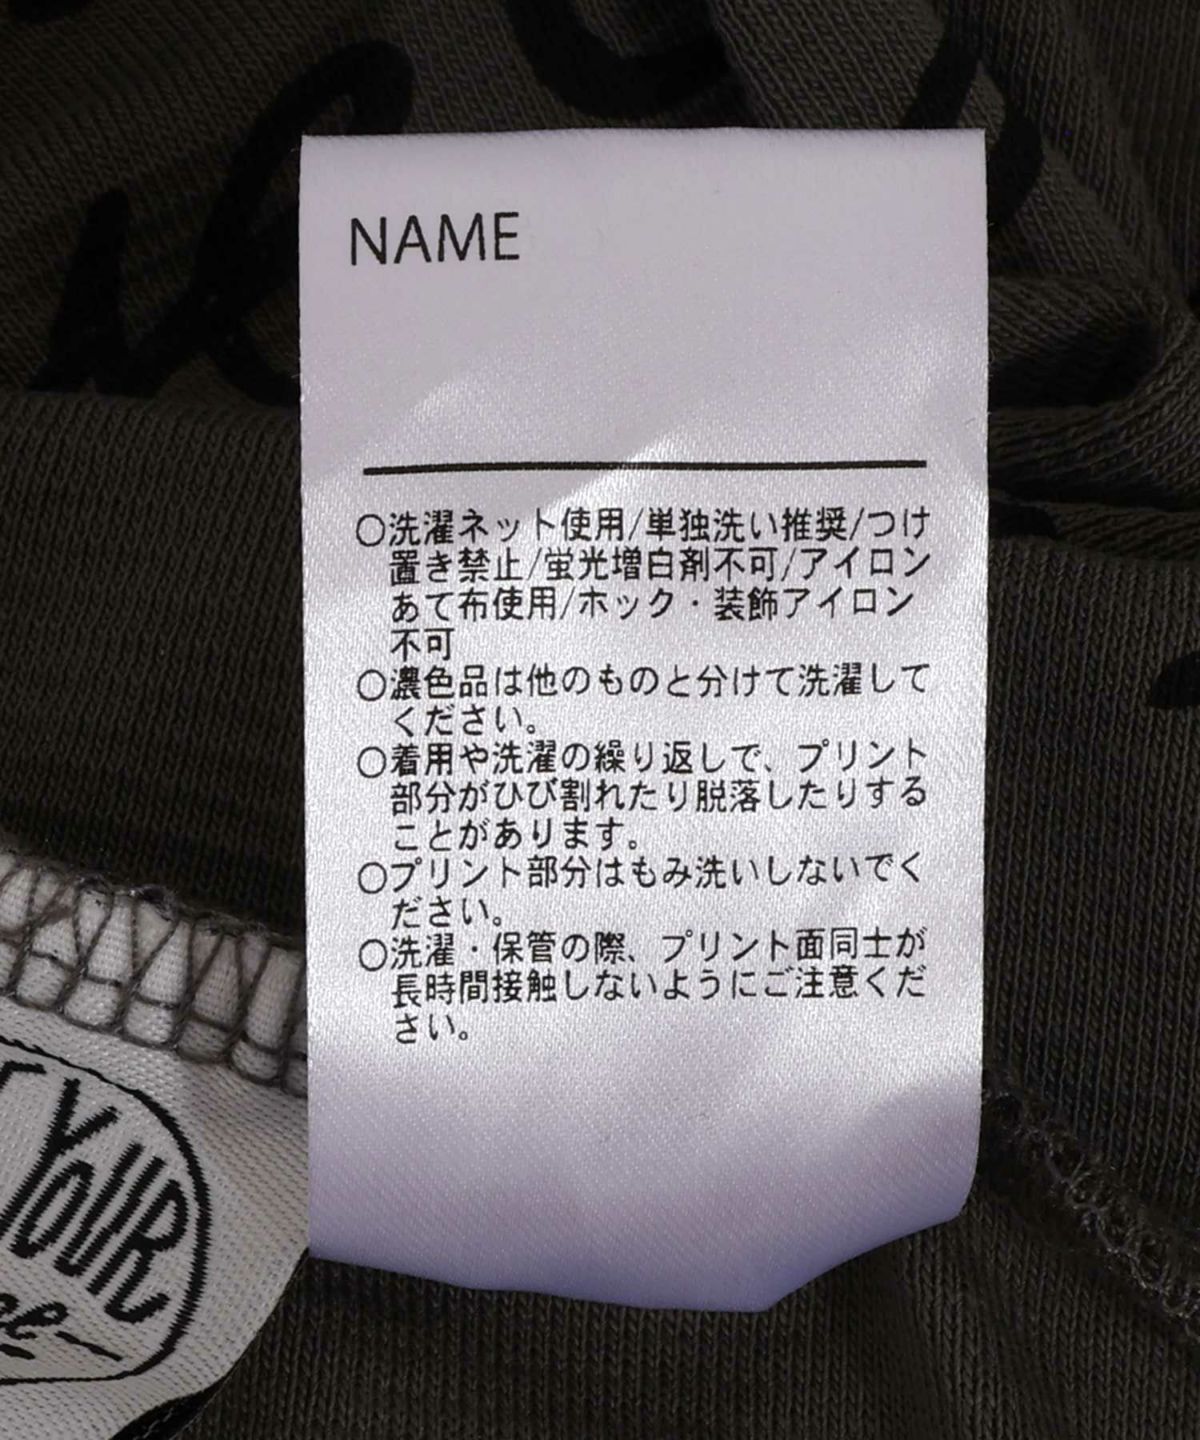 NAME
○洗濯ネット使用/単独洗い推奨/つけ
置き禁止/蛍光増白剤不可/アイロン
あて布使用/ホック・装飾アイロン
不可
○濃色品は他のものと分けて洗濯して
ください。
○着用や洗濯の繰り返しで、プリント
部分がひび割れたり脱落したりする
ことがあります。
○プリント部分はもみ洗いしないでく
ださい。
○洗濯・保管の際、プリント面同士が
長時間接触しないようにご注意くだ
さい。
YOUR